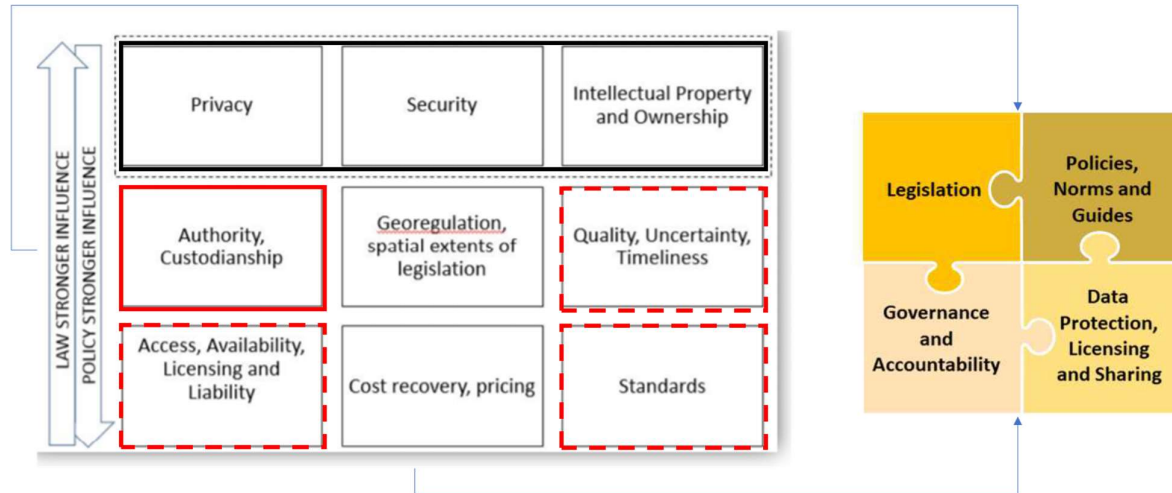 LAW STRONGER INFLUENCE
POLICY STRONGER INFLUENCE
Privacy
Security
Intellectual Property
and Ownership
Authority,
Custodianship
Georegulation,
spatial extents of
legislation
Quality, Uncertainty,
Timeliness
Access, Availability,
Licensing and
Liability
Cost recovery, pricing
Standards
Legislation
Policies,
Norms and
Guides
Governance
and
Accountability
Data
Protection,
Licensing
and Sharing